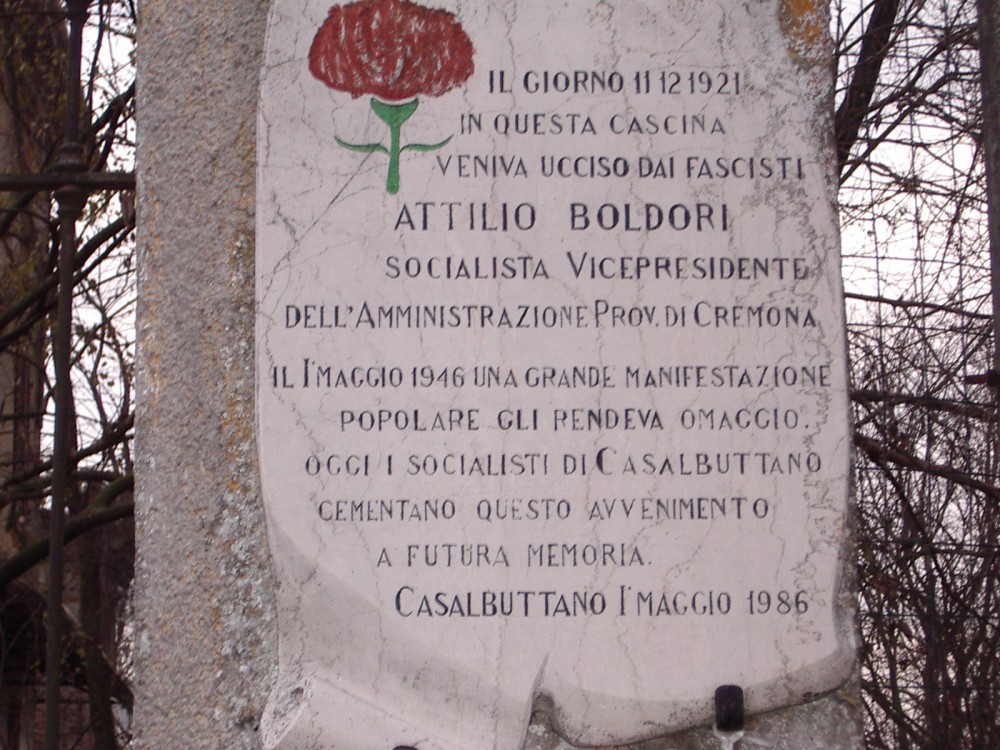 IL GIORNO 11 12 1921
IN QUESTA CASCINA
VENIVA UCCISO DAI FASCISTI
ATTILIO BOLDORI
SOCIALISTA VICEPRESIDENTE
DELL'AMMINISTRAZIONE PROV. DI CREMONA
IL I° MAGGIO 1946 UNA GRANDE MANIFESTAZIONE
POPOLARE GLI RENDEVA OMAGGIO.
OGGI I SOCIALISTI DI CASALBUTTANO
CEMENTANO QUESTO AVVENIMENTO
A FUTURA MEMORIA.
CASALBUTTANO I° MAGGIO 1986